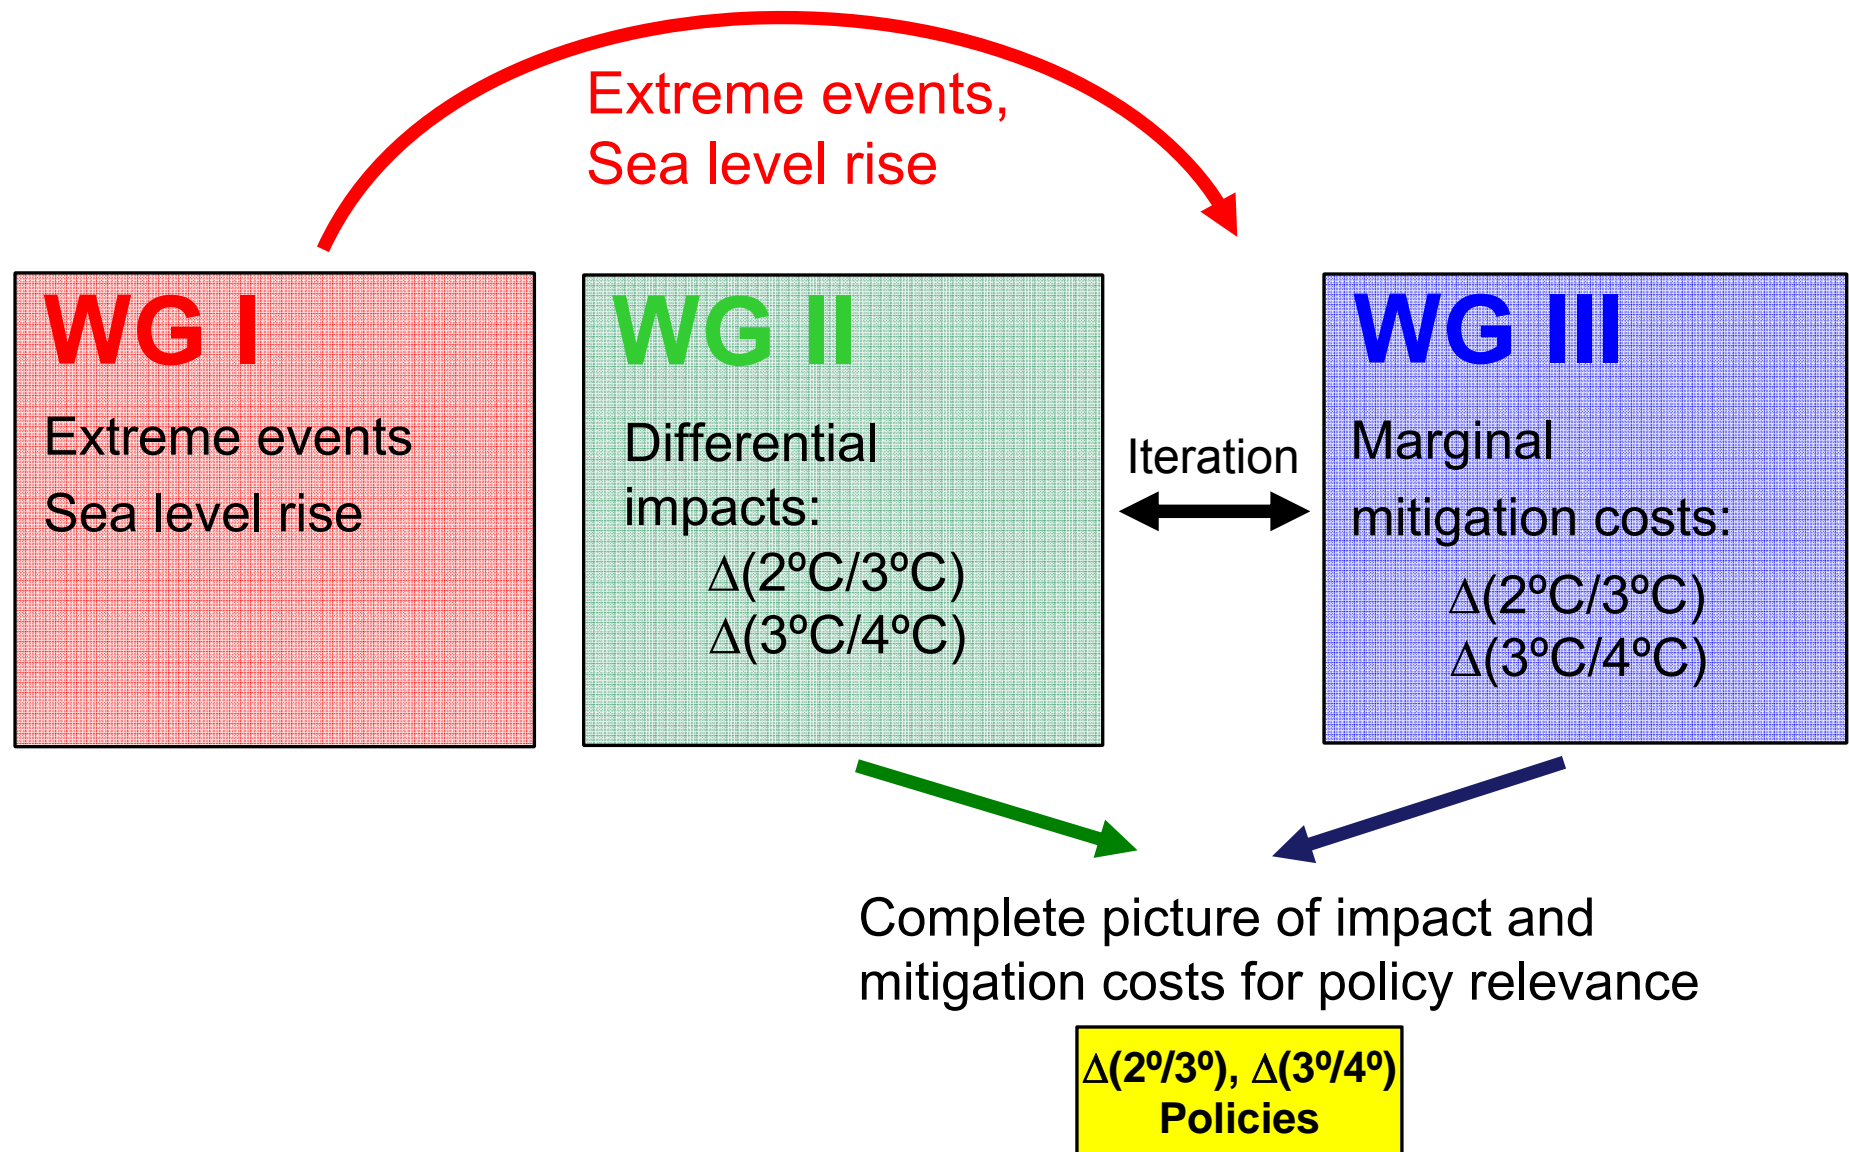 Extreme events,
Sea level rise
WG I
Extreme events
Sea level rise
WG II
Differential
impacts:
Δ(2ºC/3ºC)
Δ(3ºC/4ºC)
Iteration
WG III
Marginal
mitigation costs:
Δ(2ºC/3ºC)
Δ(3ºC/4ºC)
Complete picture of impact and
mitigation costs for policy relevance
Δ(2º/3º), Δ(3º/4º)
Policies